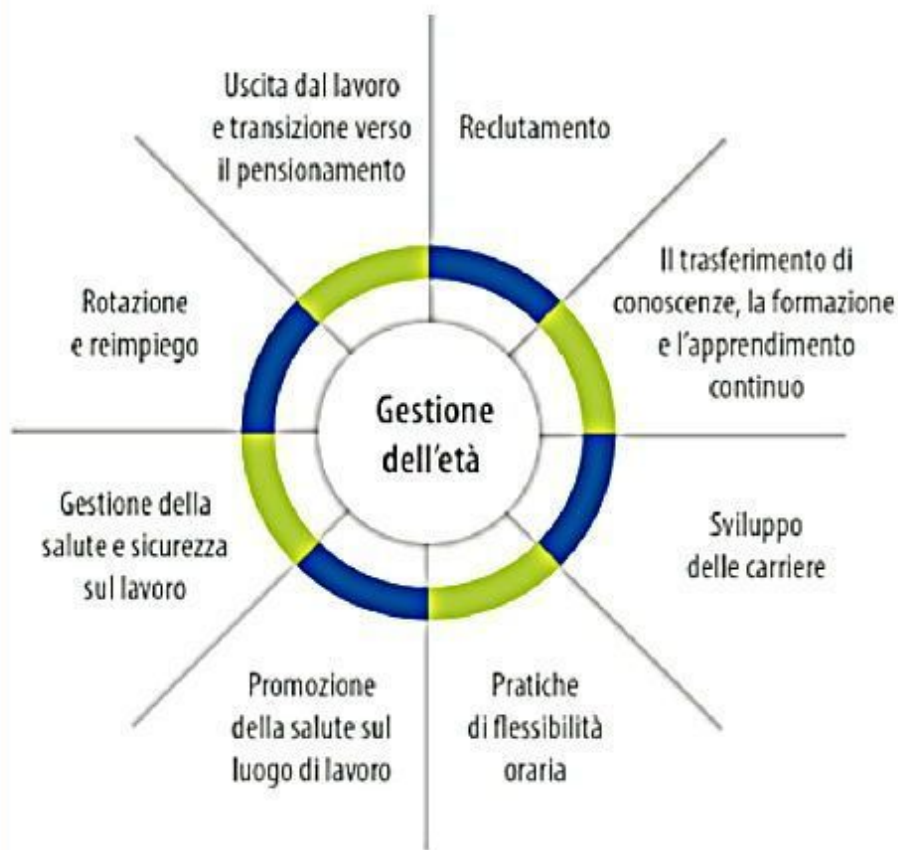 Uscita dal lavoro
e transizione verso
il pensionamento
Reclutamento
Il trasferimento di
conoscenze, la formazione
e l'apprendimento
continuo
Rotazione
e reimpiego
Gestione
dell'età
Gestione della
salute e sicurezza
sul lavoro
Sviluppo
delle carriere
Promozione
della salute sul
luogo di lavoro
Pratiche
di flessibilità
oraria